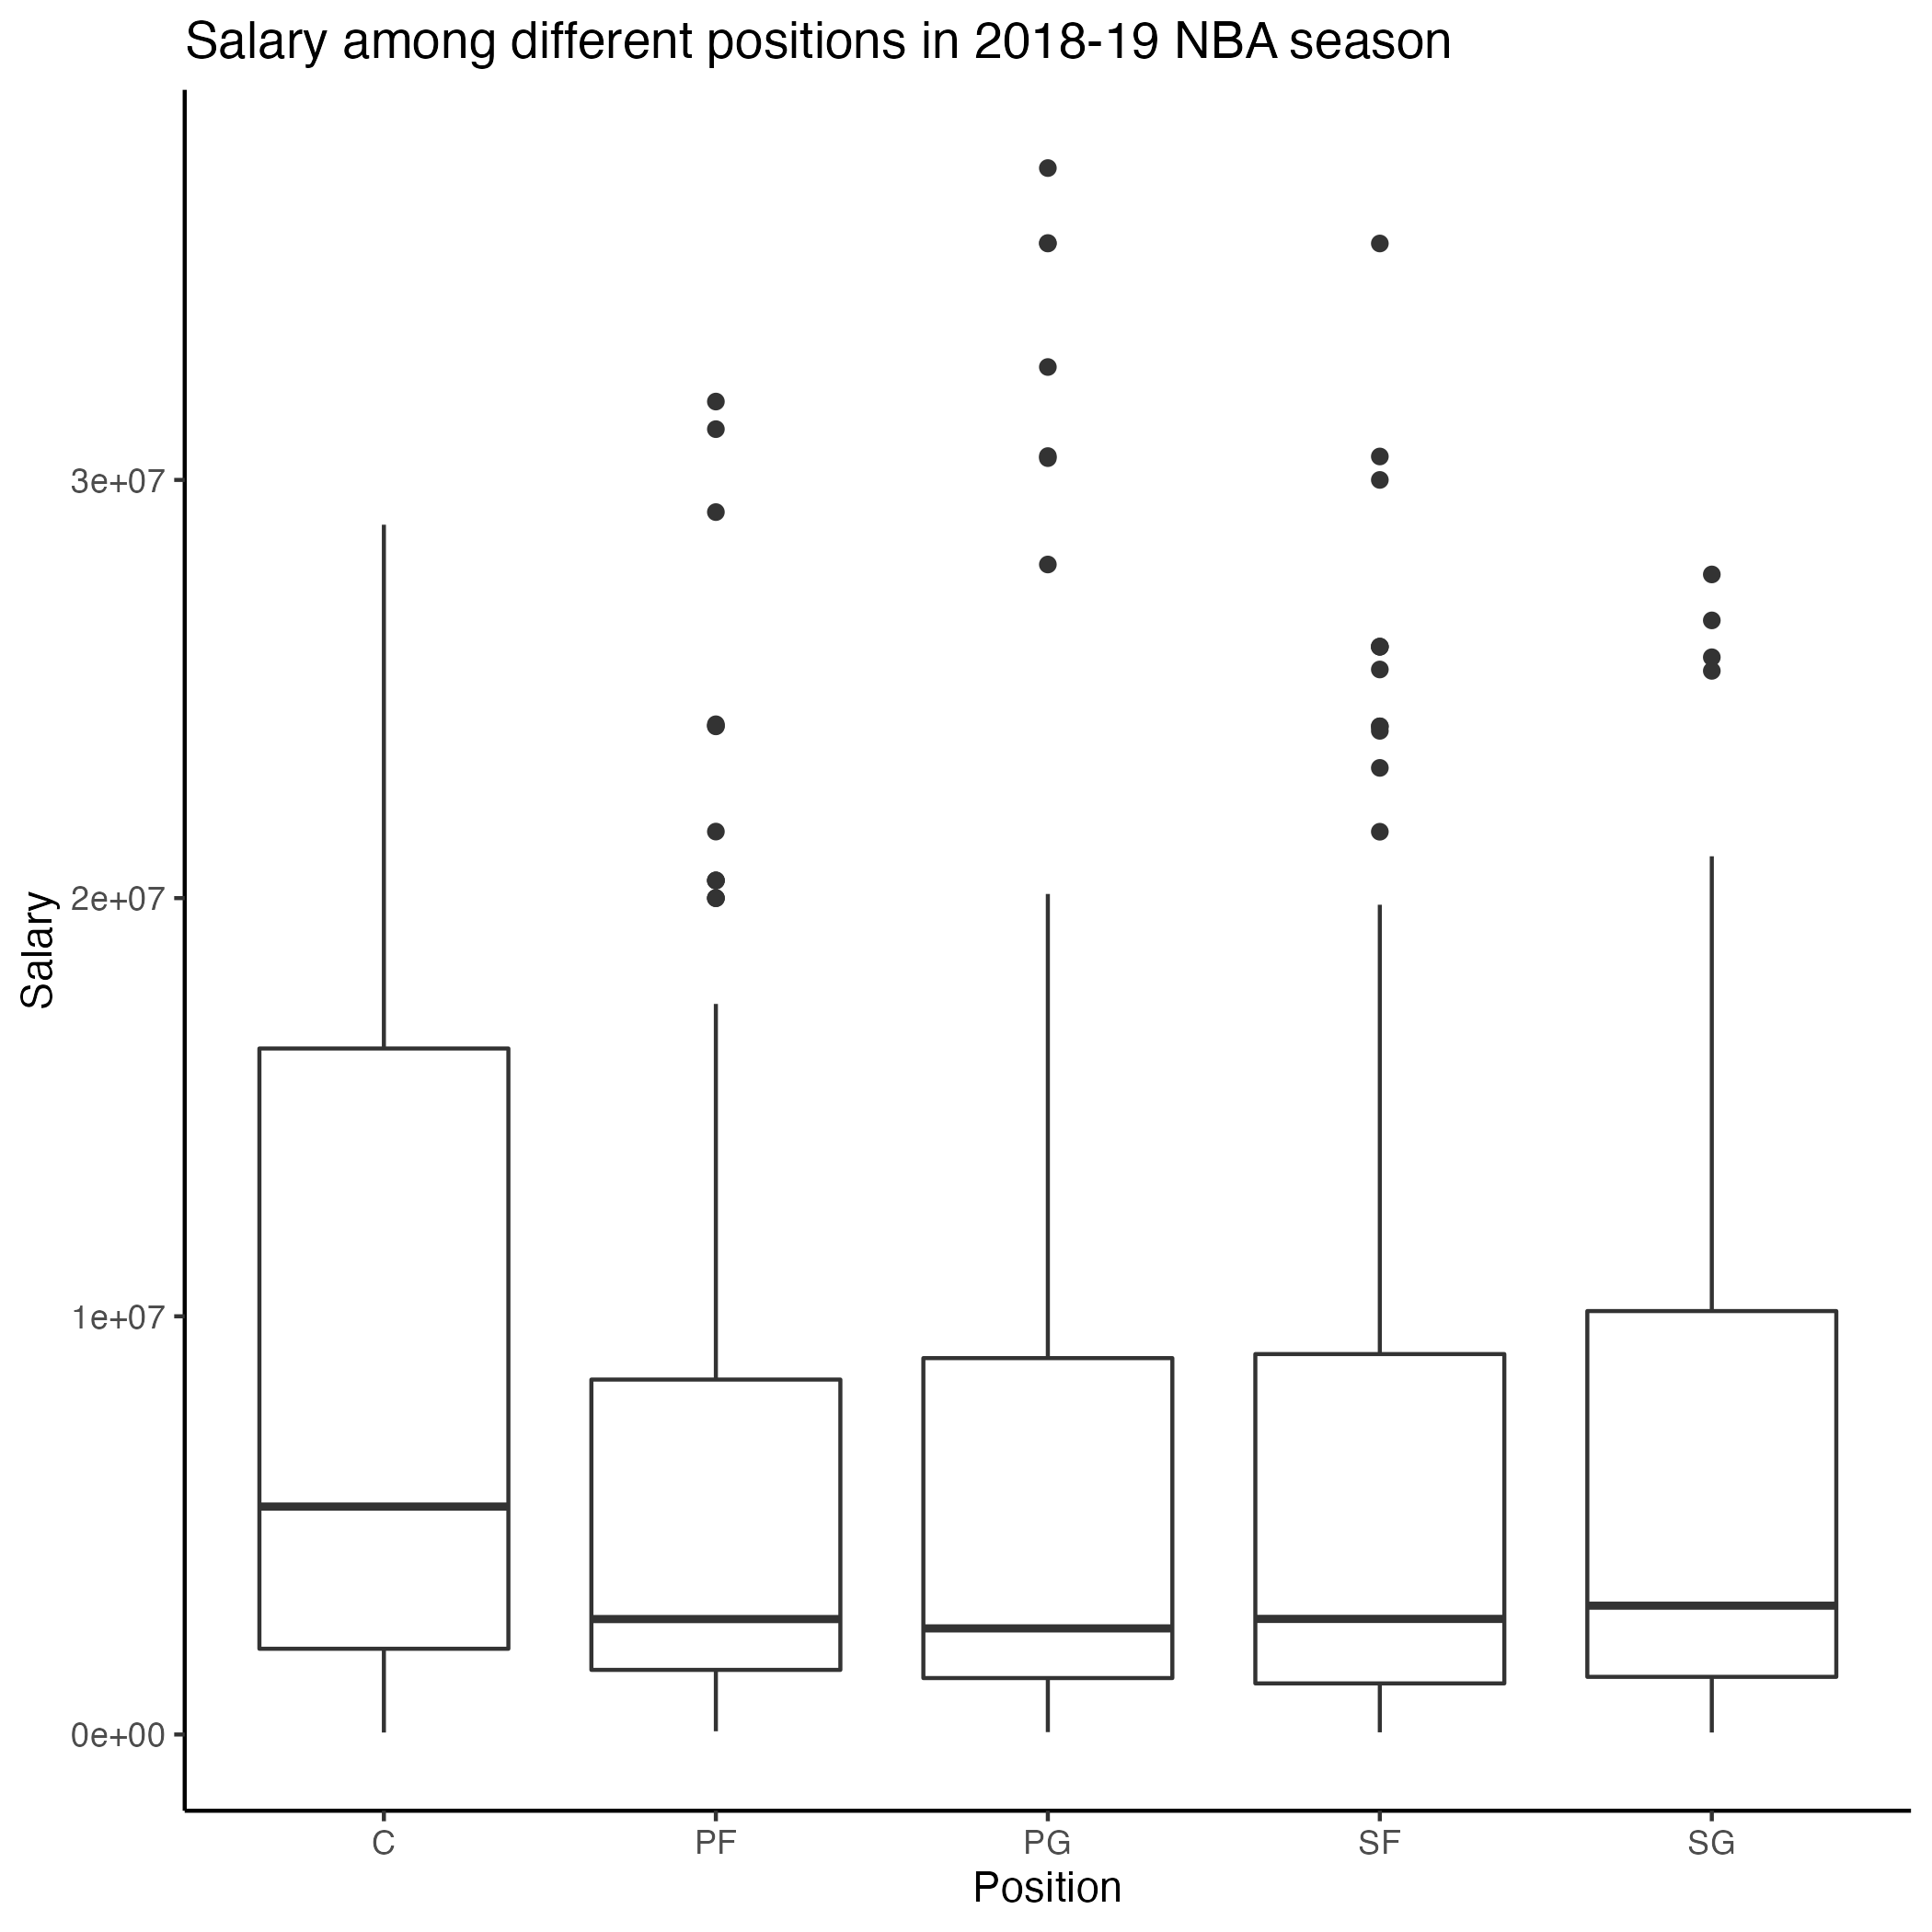 Salary among different positions in 2018-19 NBA season
Salary
3e+07
2e+07
1e+07
0e+00
C PF PG SF SG
Position